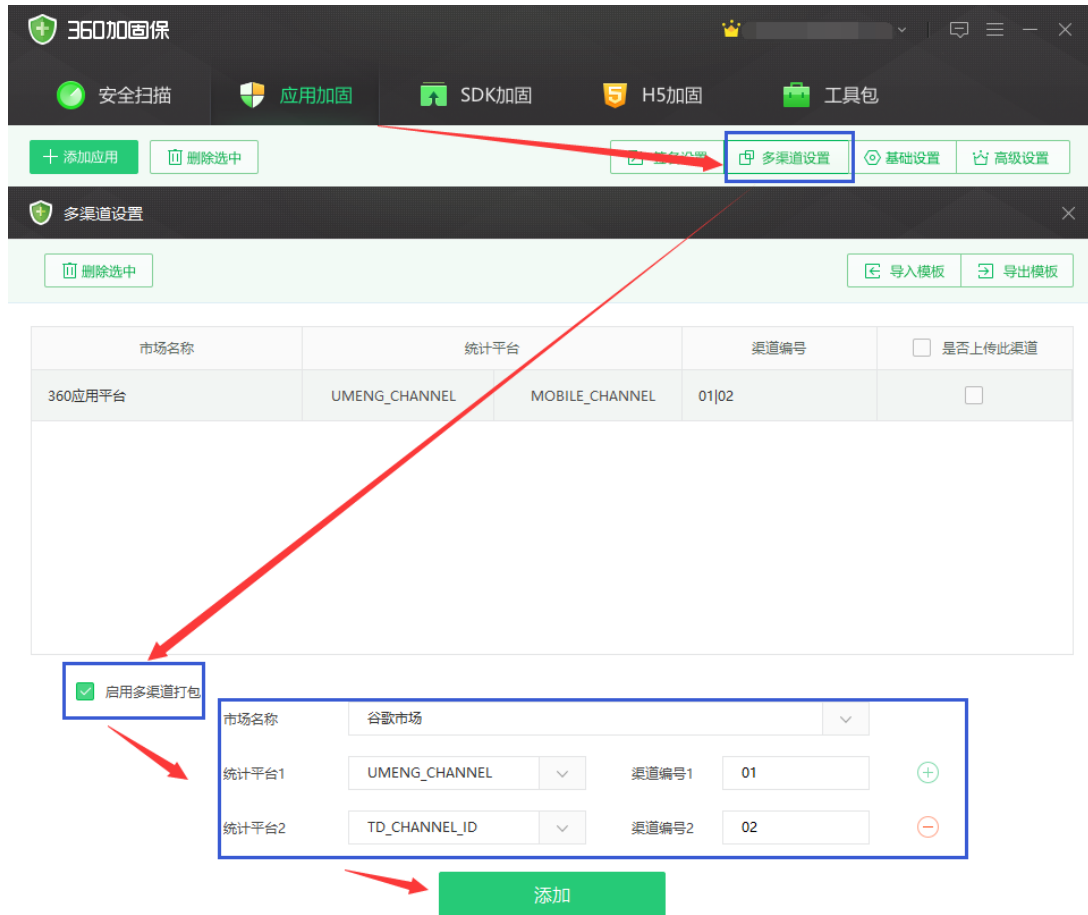 360加固保
安全扫描 应用加固 SDK加固 H5加固 工具包
添加应用 删除选中 签名设置 多渠道设置 基础设置 高级设置
多渠道设置
删除选中 导入模板 导出模板
市场名称 统计平台 渠道编号 是否上传此渠道
360应用平台 UMENG_CHANNEL MOBILE_CHANNEL 01|02
启用多渠道打包
市场名称 谷歌市场
统计平台1 UMENG_CHANNEL 渠道编号1 01
统计平台2 TD_CHANNEL_ID 渠道编号2 02
添加